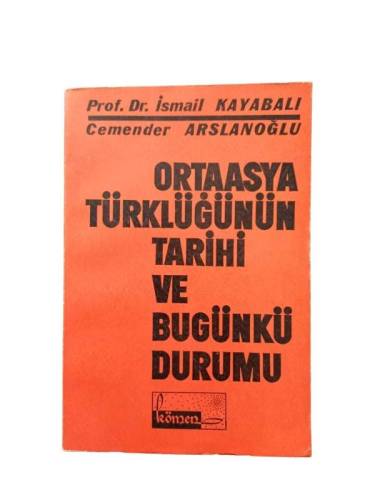 Prof. Dr. İsmail KAYABALI
Cemender ARSLANOĞLU
ORTAASYA
TÜRKLÜĞÜNÜN
TARİHİ
VE
BUGÜNKÜ
DURUMU
kömen